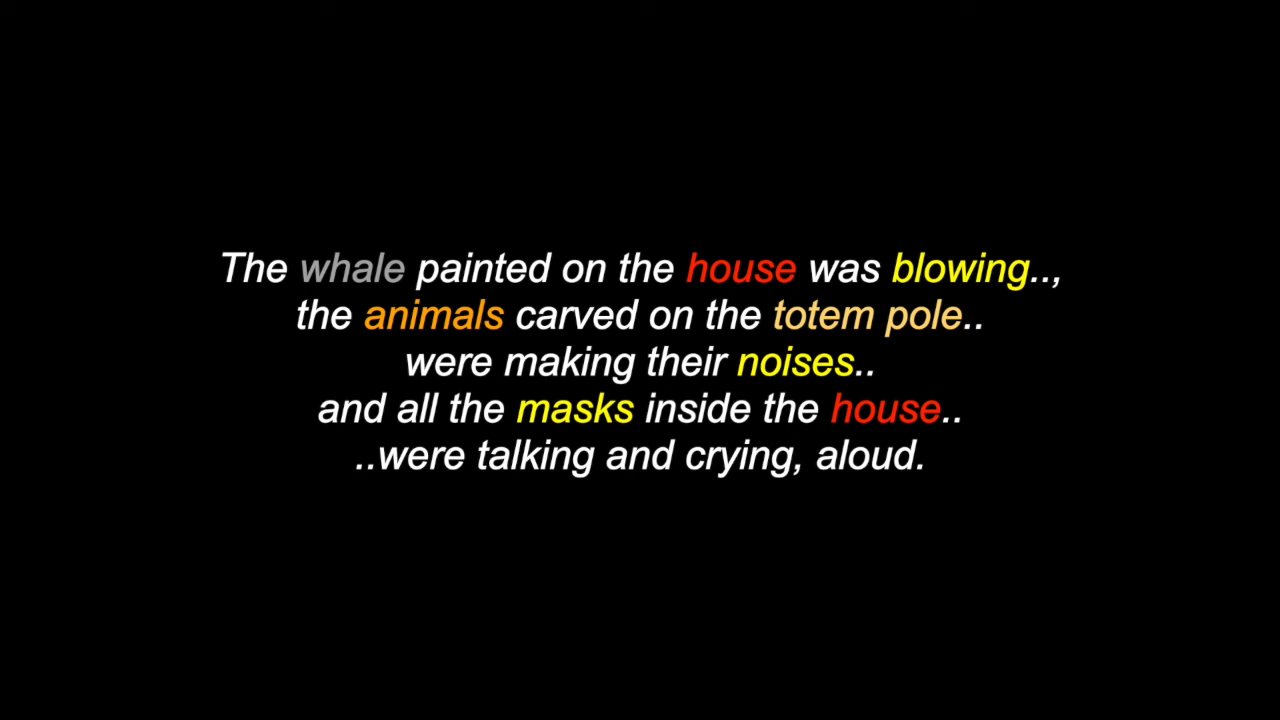 The whale painted on the house was blowing..,
the animals carved on the totem pole..
were making their noises..
and all the masks inside the house..
..were talking and crying, aloud.